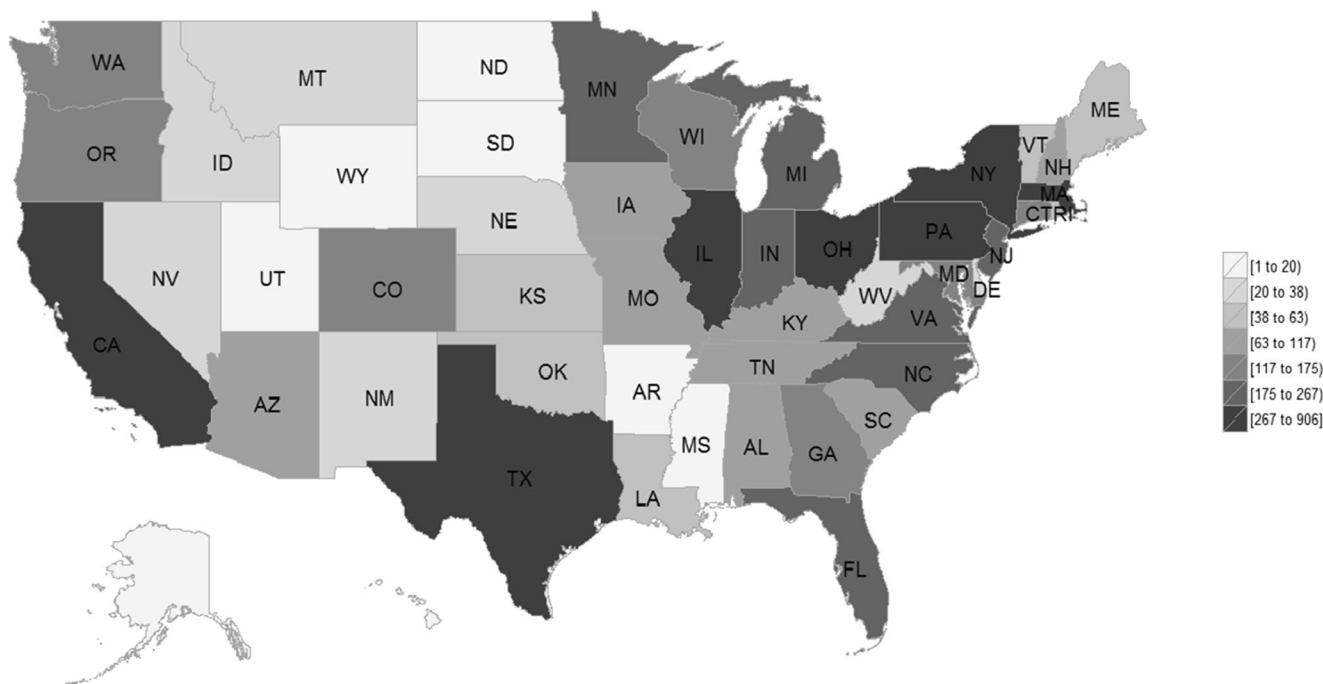 WA
MT
ND
MN
ME
OR
ID
WY
SD
WI
MI
VT
NH
NY
MA
CTRI
NV
UT
NE
IA
IL
IN
OH
PA
NJ
CO
KS
MO
WV
MD
DE
VA
KY
CA
AZ
NM
OK
AR
TN
NC
TX
LA
MS
AL
GA
SC
FL
[1 to 20)
[20 to 38)
[38 to 63)
[63 to 117)
[117 to 175)
[175 to 267)
[267 to 906]